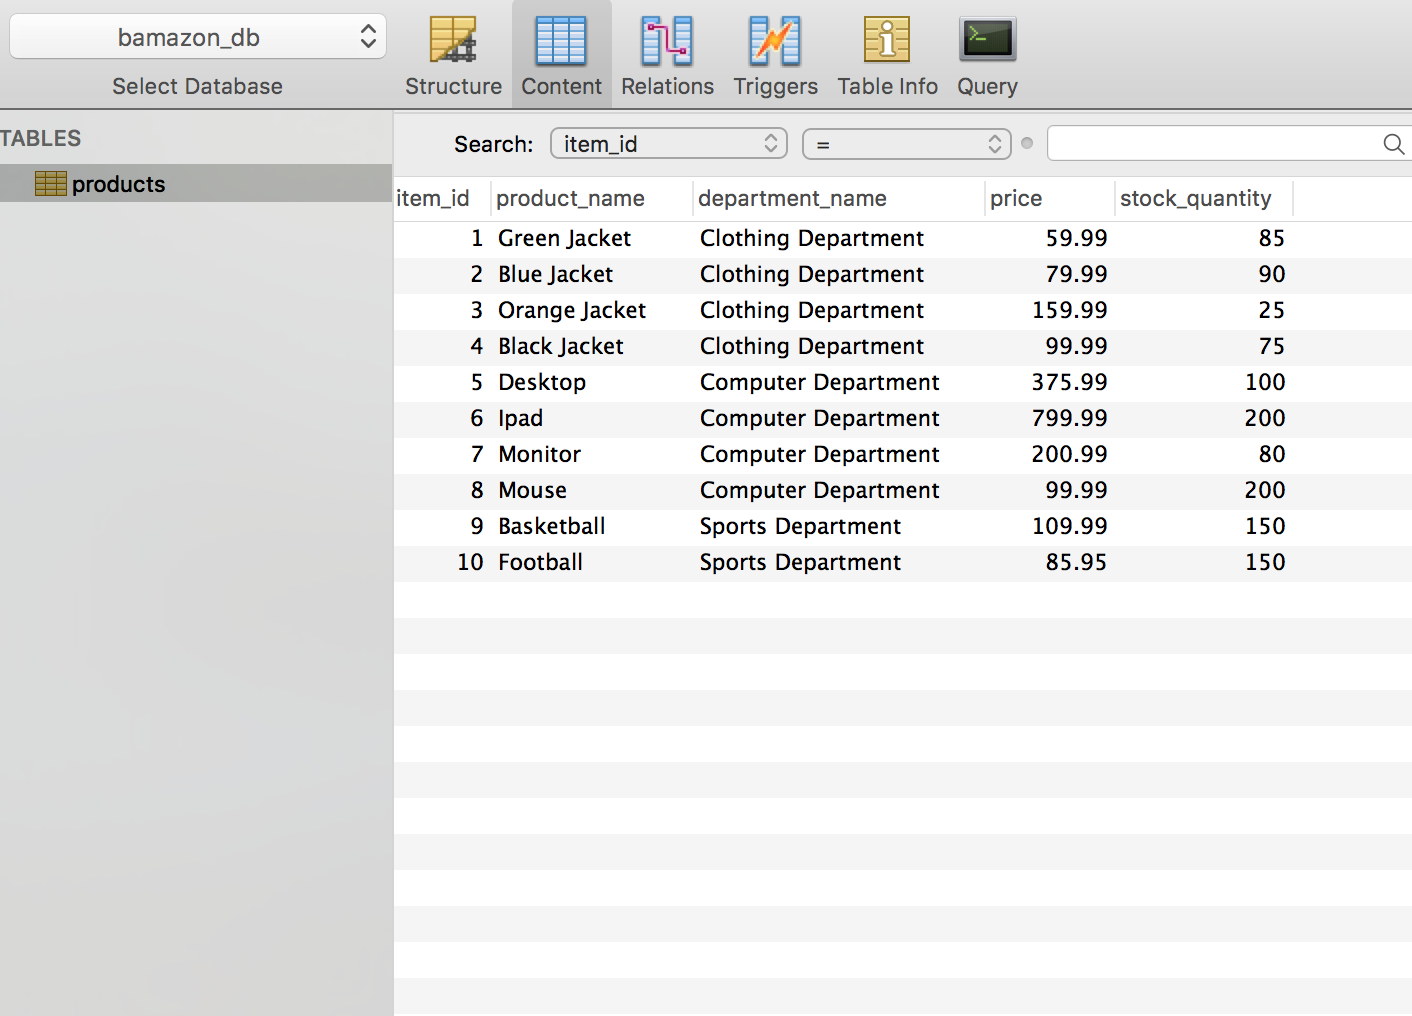 bamazon_db
Select Database
Structure Content Relations Triggers Table Info Query
TABLES
products
Search: item_id =
item_id product_name department_name price stock_quantity
1 Green Jacket Clothing Department 59.99 85
2 Blue Jacket Clothing Department 79.99 90
3 Orange Jacket Clothing Department 159.99 25
4 Black Jacket Clothing Department 99.99 75
5 Desktop Computer Department 375.99 100
6 Ipad Computer Department 799.99 200
7 Monitor Computer Department 200.99 80
8 Mouse Computer Department 99.99 200
9 Basketball Sports Department 109.99 150
10 Football Sports Department 85.95 150